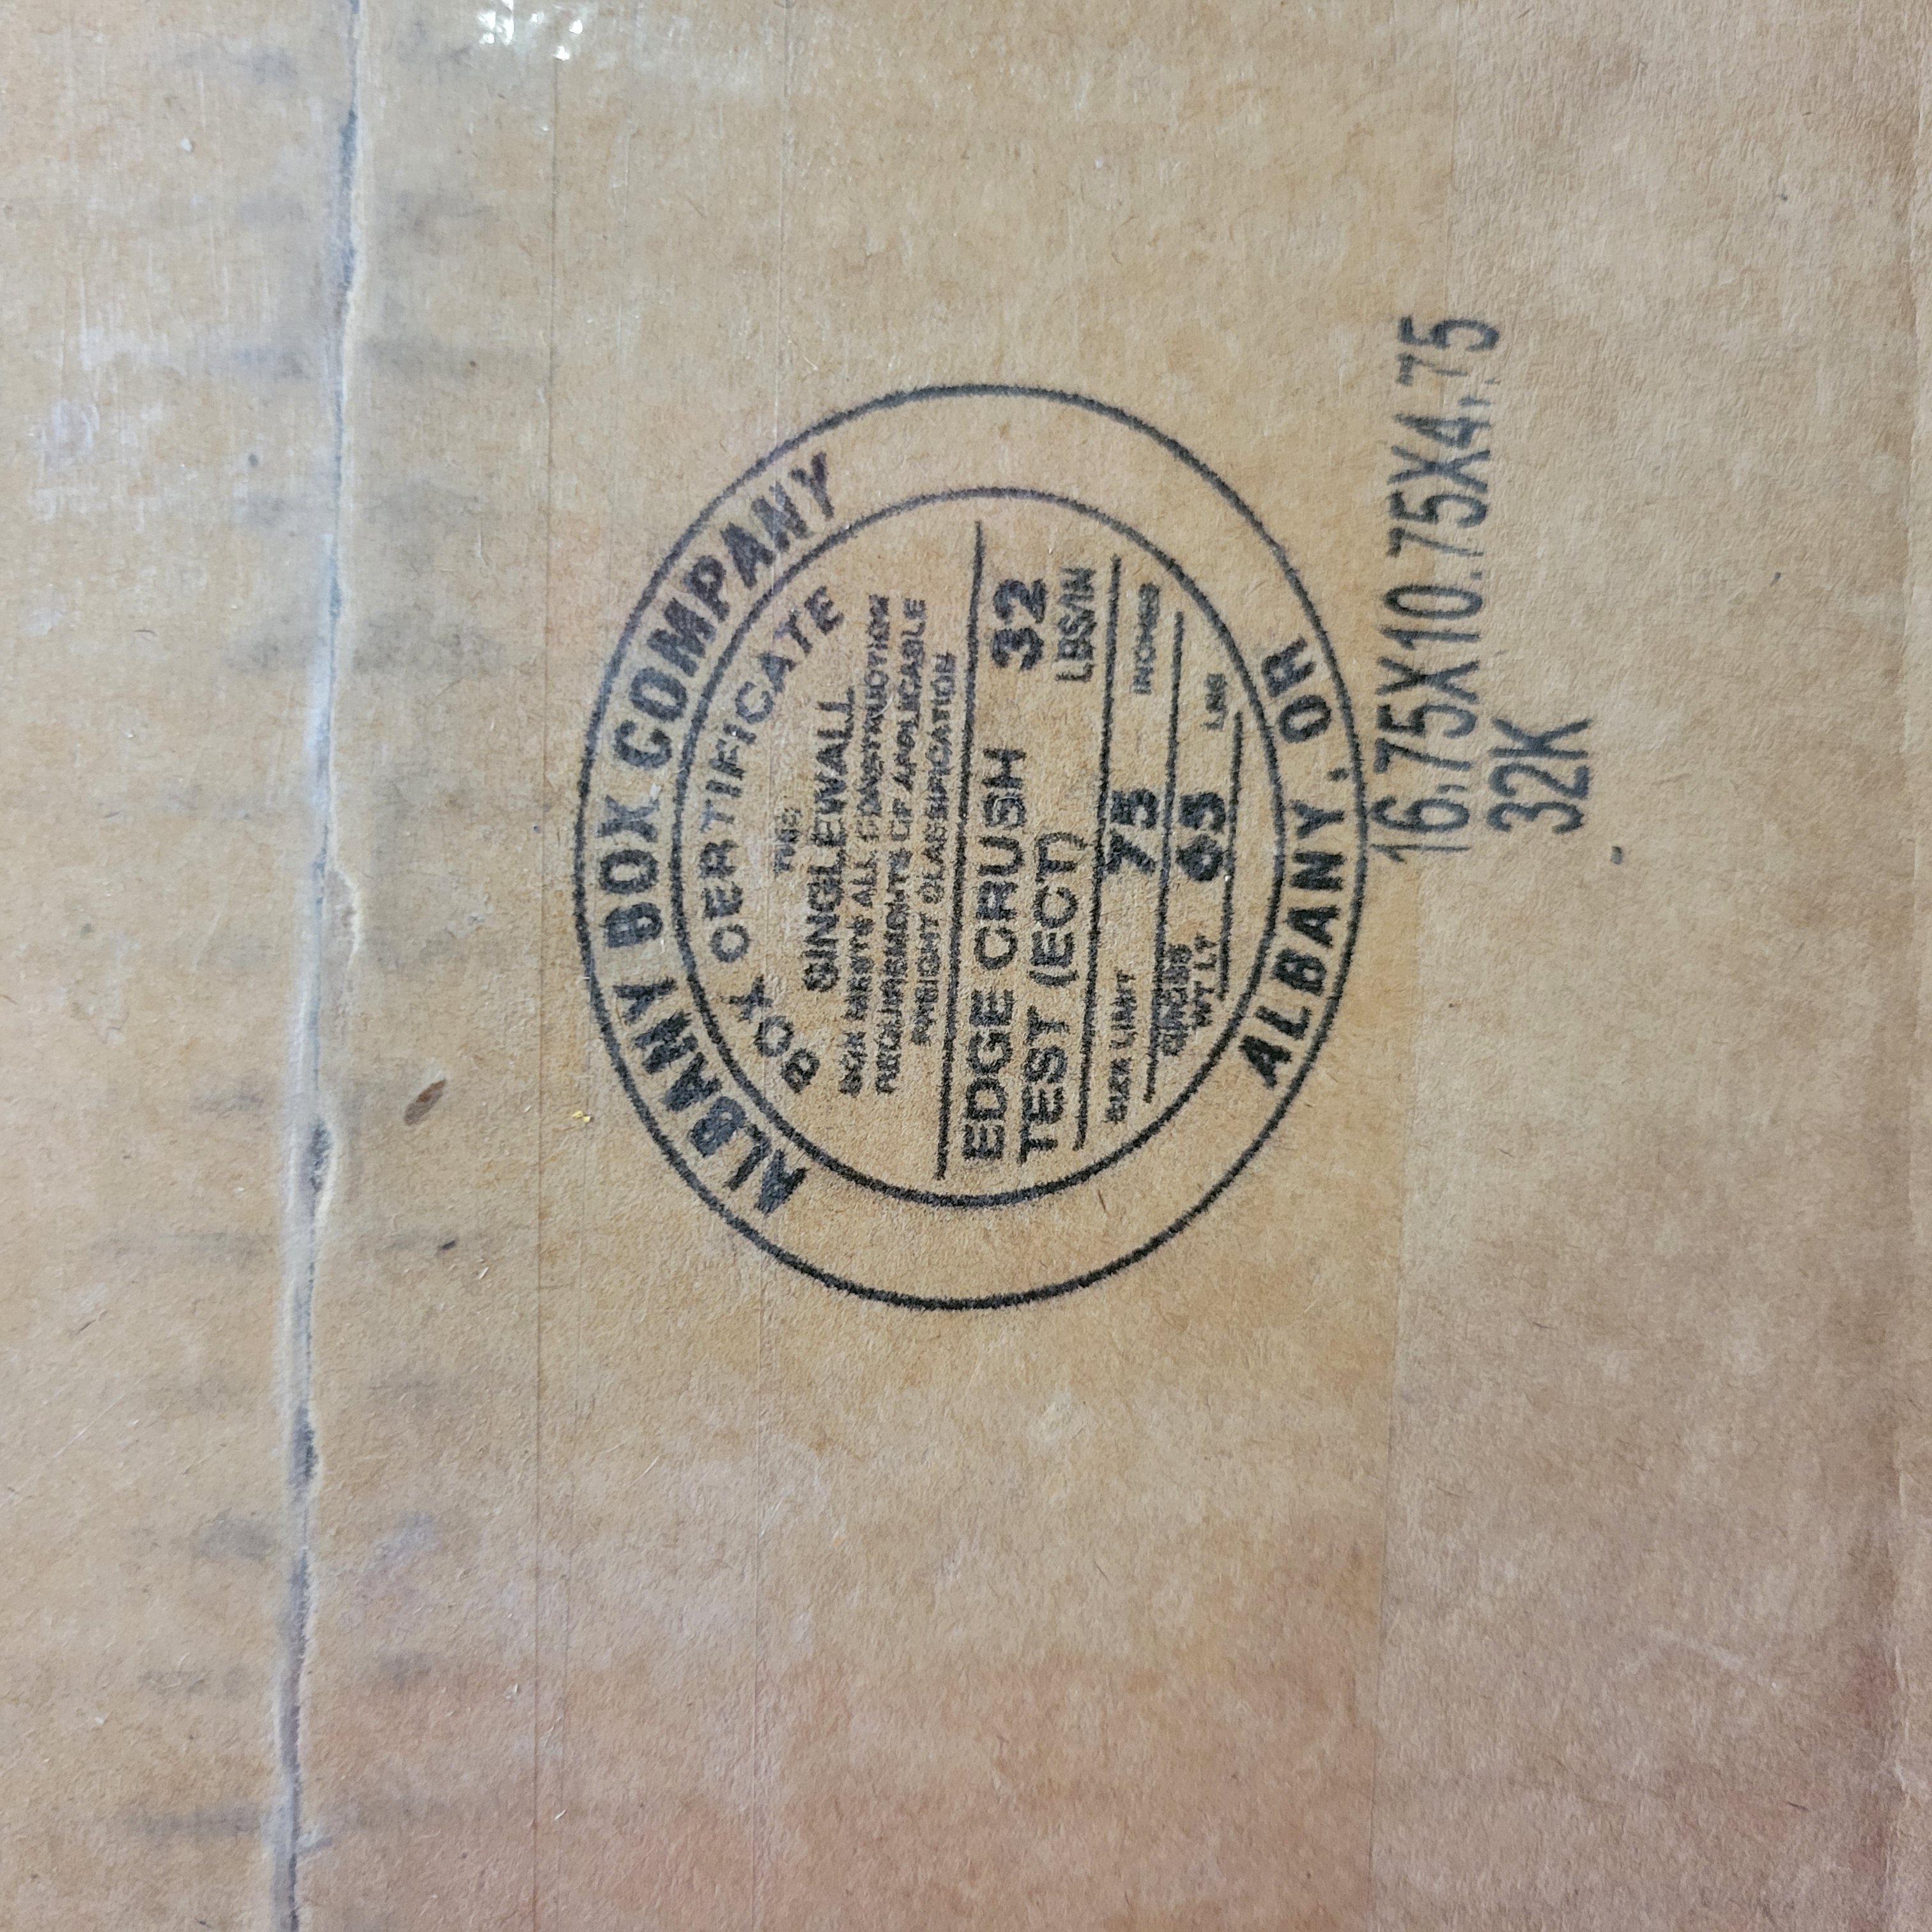 ALBANY BOX COMPANY
BOX CERTIFICATE
THIS
SINGLEWALL
BOX MEETS ALL CONSTRUCTION
REQUIREMENTS OF APPLICABLE
FREIGHT CLASSIFICATION
EDGE CRUSH
TEST (ECT)
32
LBS/IN
SIZE LIMIT 75 INCHES
GROSS
WT LT 65 LBS
ALBANY, OR
16.75X10.75X4.75
32K